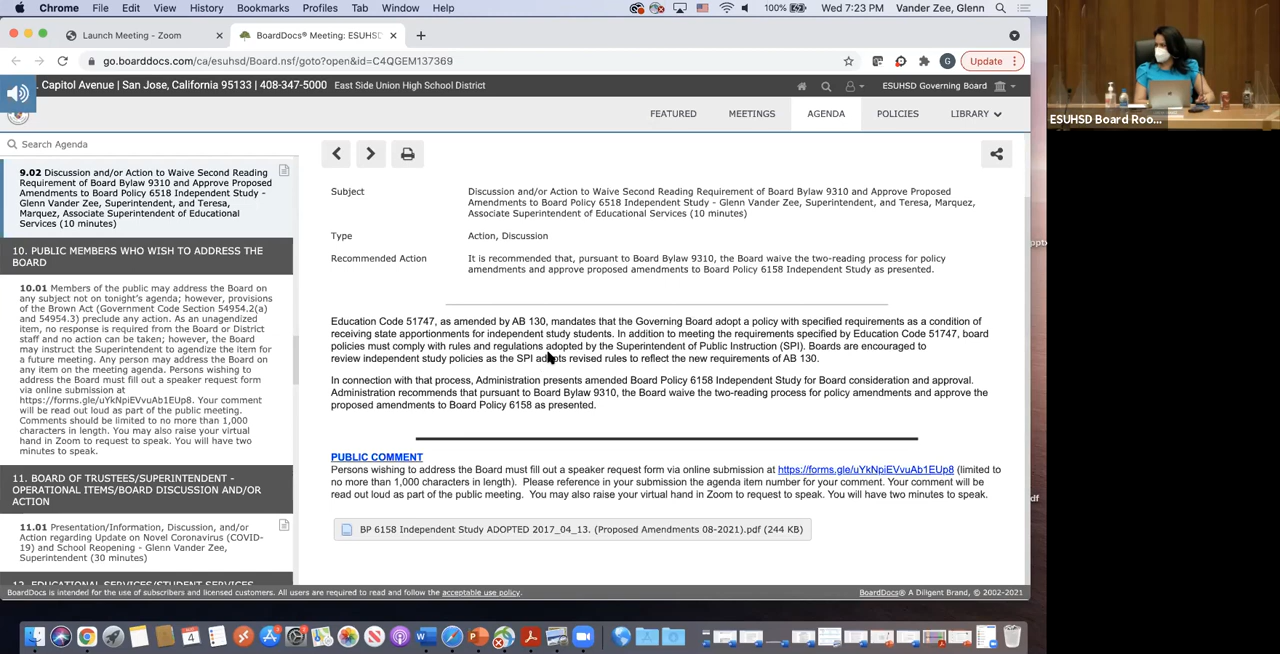 Chrome File Edit View History Bookmarks Profiles Tab Window Help 100% Wed 7:23 PM Vander Zee, Glenn
Launch Meeting - Zoom
BoardDocs® Meeting: ESUHSD
go.boarddocs.com/ca/esuhsd/Board.nsf/goto?open&id=C4QGEM137369
G
Update
Capitol Avenue | San Jose, California 95133 | 408-347-5000 East Side Union High School District
ESUHSD Governing Board
FEATURED MEETINGS AGENDA POLICIES LIBRARY
Search Agenda
9.02 Discussion and/or Action to Waive Second Reading
Requirement of Board Bylaw 9310 and Approve Proposed
Amendments to Board Policy 6518 Independent Study -
Glenn Vander Zee, Superintendent, and Teresa,
Marquez, Associate Superintendent of Educational
Services (10 minutes)
10. PUBLIC MEMBERS WHO WISH TO ADDRESS THE
BOARD
10.01 Members of the public may address the Board on
any subject not on tonight's agenda; however, provisions
of the Brown Act (Government Code Section 54954.2(a)
and 54954.3) preclude any action. As an unagendized
item, no response is required from the Board or District
staff and no action can be taken; however, the Board
may instruct the Superintendent to agendize the item for
a future meeting. Any person may address the Board on
any item on the meeting agenda. Persons wishing to
address the Board must fill out a speaker request form
via online submission at
https://forms.gle/uYkNpiEVvuAb1EUp8. Your comment
will be read out loud as part of the public meeting.
Comments should be limited to no more than 1,000
characters in length. You may also raise your virtual
hand in Zoom to request to speak. You will have two
minutes to speak.
11. BOARD OF TRUSTEES/SUPERINTENDENT -
OPERATIONAL ITEMS/BOARD DISCUSSION AND/OR
ACTION
11.01 Presentation/Information, Discussion, and/or
Action regarding Update on Novel Coronavirus (COVID-
19) and School Reopening - Glenn Vander Zee,
Superintendent (30 minutes)
12. EDUCATIONAL SERVICES/STUDENT SERVICES
Subject
Discussion and/or Action to Waive Second Reading Requirement of Board Bylaw 9310 and Approve Proposed
Amendments to Board Policy 6518 Independent Study - Glenn Vander Zee, Superintendent, and Teresa, Marquez,
Associate Superintendent of Educational Services (10 minutes)
Type
Action, Discussion
Recommended Action
It is recommended that, pursuant to Board Bylaw 9310, the Board waive the two-reading process for policy
amendments and approve proposed amendments to Board Policy 6158 Independent Study as presented.
Education Code 51747, as amended by AB 130, mandates that the Governing Board adopt a policy with specified requirements as a condition of
receiving state apportionments for independent study students. In addition to meeting the requirements specified by Education Code 51747, board
policies must comply with rules and regulations adopted by the Superintendent of Public Instruction (SPI). Boards are encouraged to
review independent study policies as the SPI adopts revised rules to reflect the new requirements of AB 130.
In connection with that process, Administration presents amended Board Policy 6158 Independent Study for Board consideration and approval.
Administration recommends that pursuant to Board Bylaw 9310, the Board waive the two-reading process for policy amendments and approve the
proposed amendments to Board Policy 6158 as presented.
PUBLIC COMMENT
Persons wishing to address the Board must fill out a speaker request form via online submission at https://forms.gle/uYkNpiEVvuAb1EUp8 (limited to
no more than 1,000 characters in length). Please reference in your submission the agenda item number for your comment. Your comment will be
read out loud as part of the public meeting. You may also raise your virtual hand in Zoom to request to speak. You will have two minutes to speak.
BP 6158 Independent Study ADOPTED 2017_04_13. (Proposed Amendments 08-2021).pdf (244 KB)
BoardDocs is intended for the use of subscribers and licensed customers. All users are required to read and follow the acceptable use policy.
BoardDocs® A Diligent Brand, © 2002-2021
ESUHSD Board Roo...